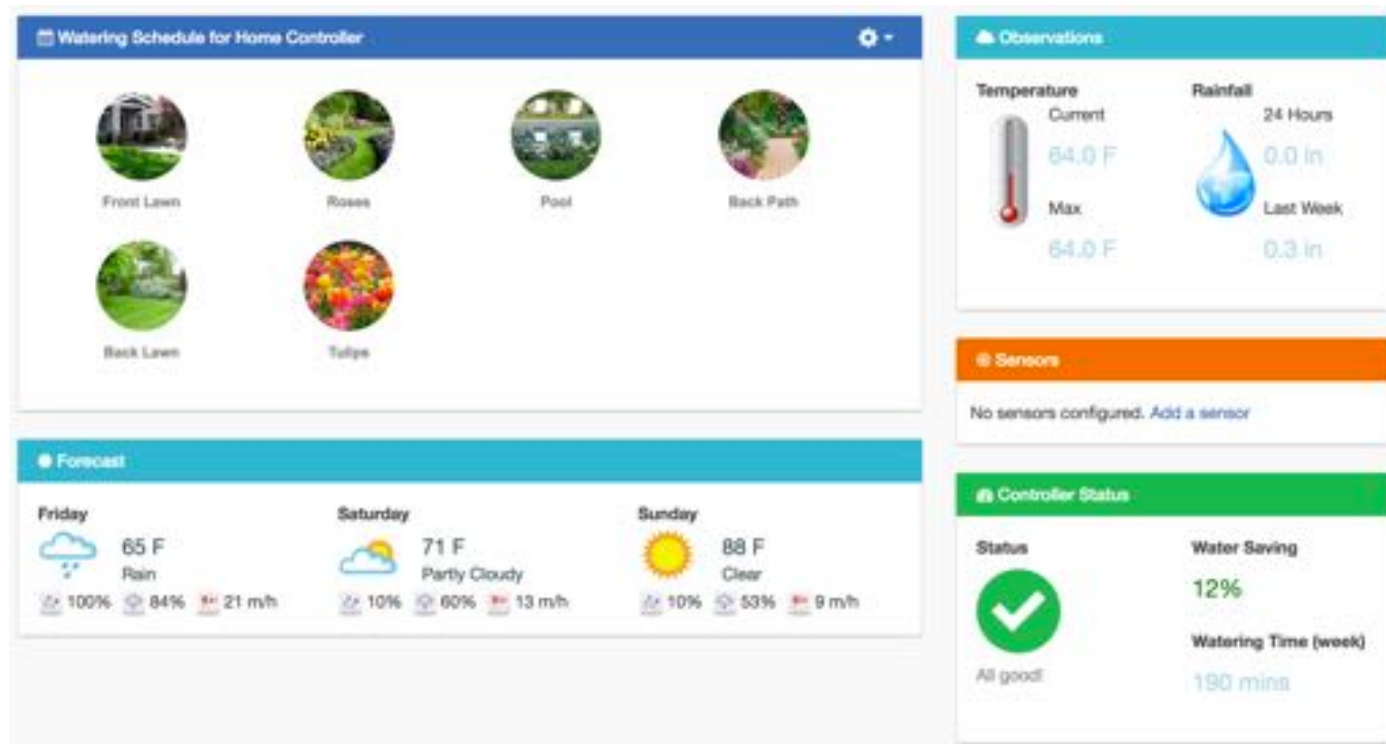 Watering Schedule for Home Controller
Front Lawn
Roses
Pool
Back Path
Back Lawn
Tulips
Forecast
Friday
65 F
Rain
100% 84% 21 m/h
Saturday
71 F
Partly Cloudy
10% 60% 13 m/h
Sunday
88 F
Clear
10% 53% 9 m/h
Observations
Temperature
Current
64.0 F
Max
64.0 F
Rainfall
24 Hours
0.0 in
Last Week
0.3 in
Sensors
No sensors configured. Add a sensor
Controller Status
Status
All good!
Water Saving
12%
Watering Time (week)
190 mins